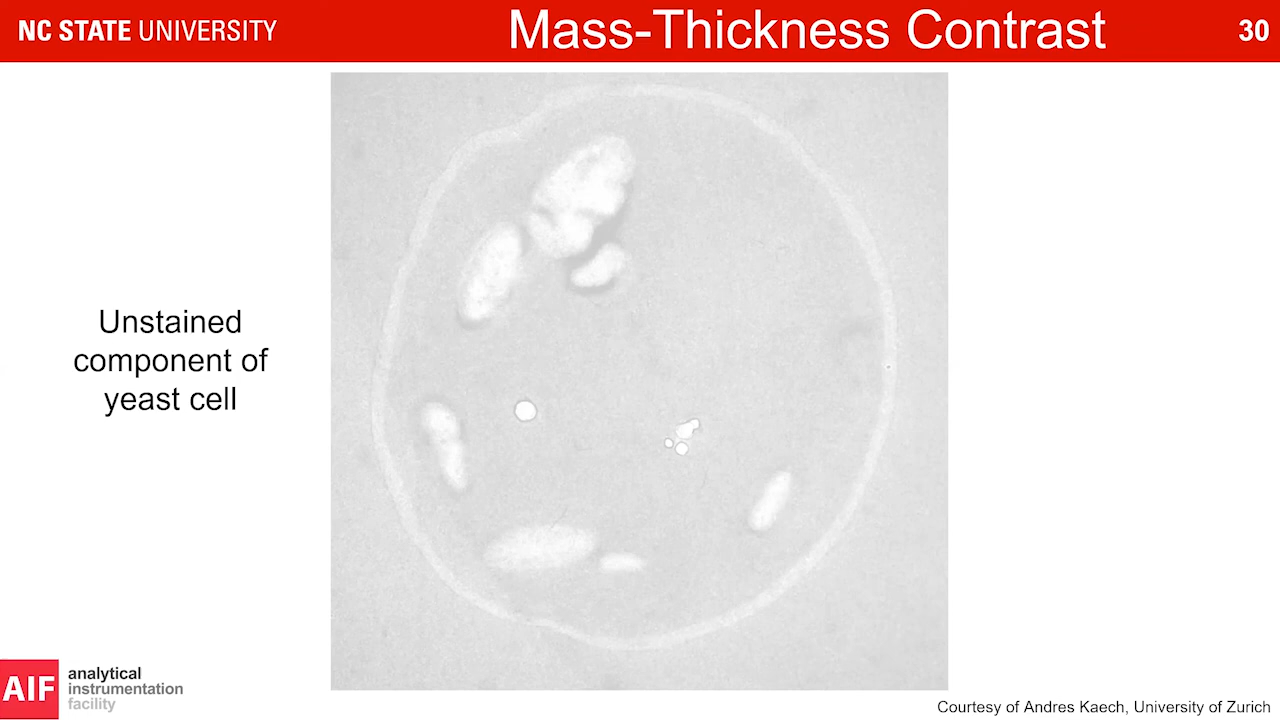 NC STATE UNIVERSITY
Mass-Thickness Contrast
30
Unstained
component of
yeast cell
AIF
analytical
instrumentation
facility
Courtesy of Andres Kaech, University of Zurich